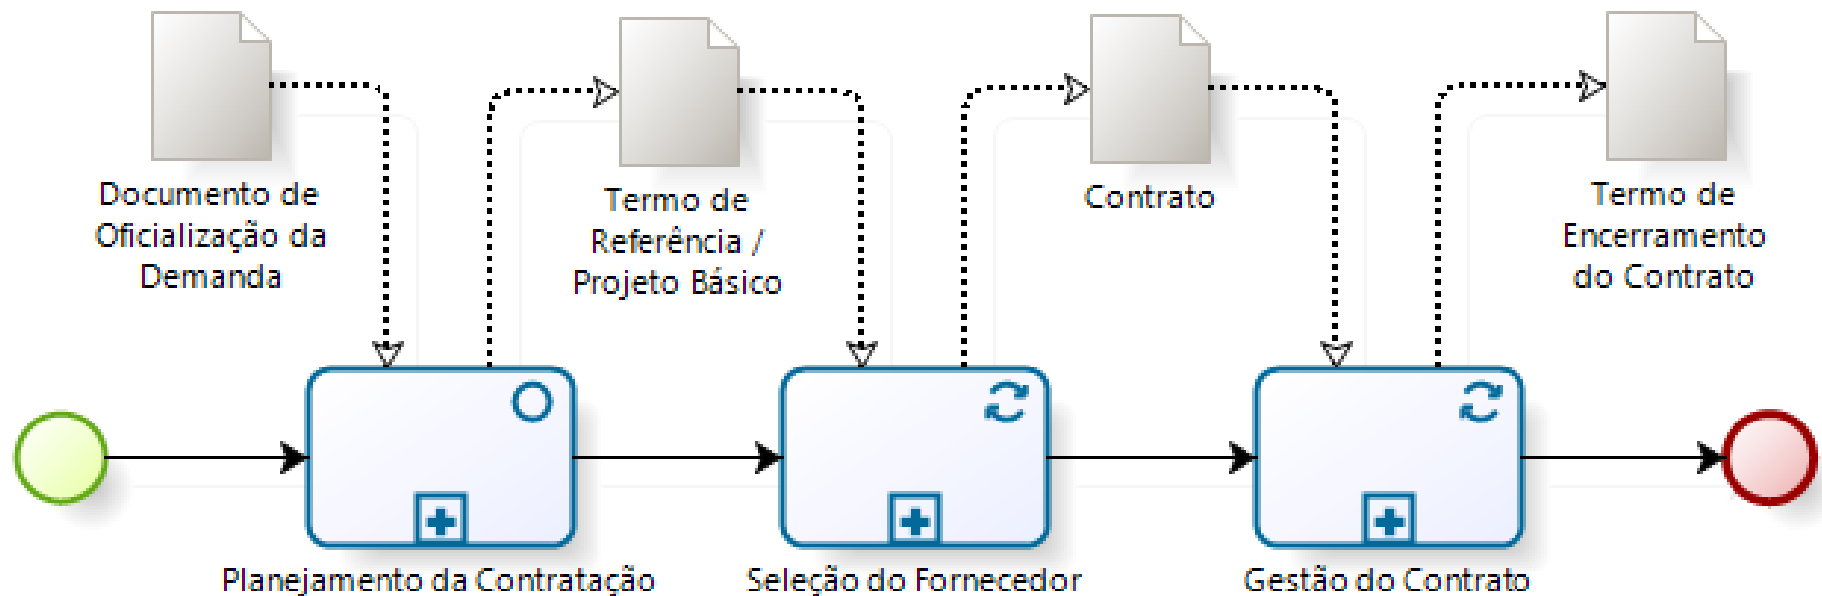 Documento de
Oficialização da
Demanda
Termo de
Referência /
Projeto Básico
Contrato
Termo de
Encerramento
do Contrato
Planejamento da Contratação
Seleção do Fornecedor
Gestão do Contrato